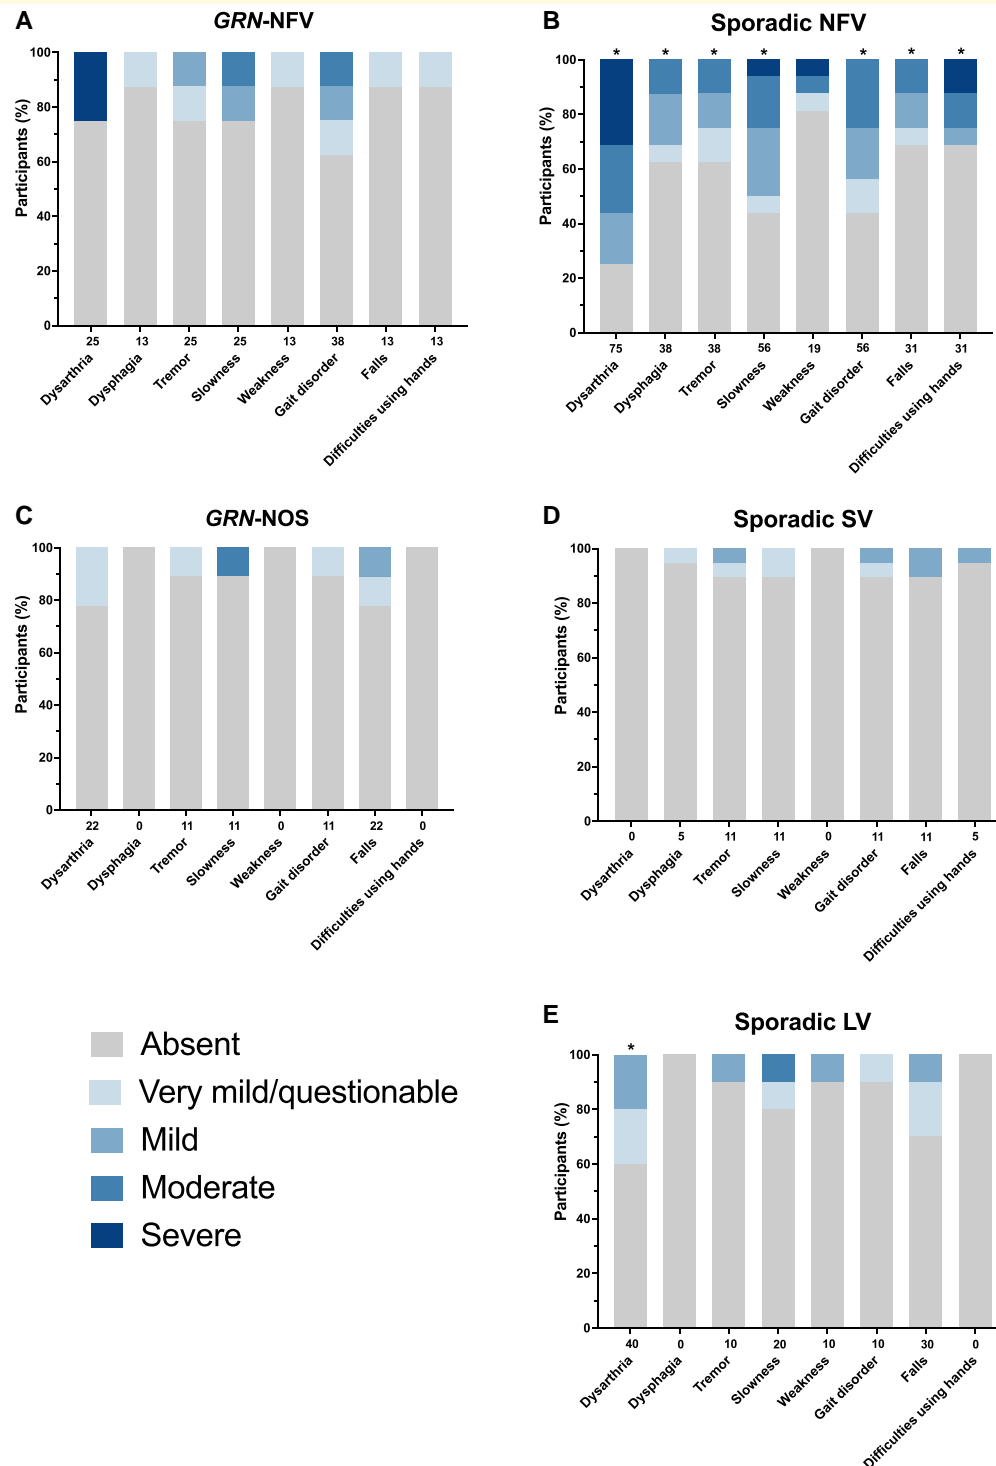 A
GRN-NFV
Participants (%)
100
80
60
40
20
0
25 13 25 25 13 38 13 13
Dysarthria
Dysphagia
Tremor
Slowness
Weakness
Gait disorder
Falls
Difficulties using hands
B
Sporadic NFV
* * * * * * *
Participants (%)
100
80
60
40
20
0
75 38 38 56 19 56 31 31
Dysarthria
Dysphagia
Tremor
Slowness
Weakness
Gait disorder
Falls
Difficulties using hands
C
GRN-NOS
Participants (%)
100
80
60
40
20
0
22 0 11 11 0 11 22 0
Dysarthria
Dysphagia
Tremor
Slowness
Weakness
Gait disorder
Falls
Difficulties using hands
D
Sporadic SV
Participants (%)
100
80
60
40
20
0
0 5 11 11 0 11 11 5
Dysarthria
Dysphagia
Tremor
Slowness
Weakness
Gait disorder
Falls
Difficulties using hands
Absent
Very mild/questionable
Mild
Moderate
Severe
E
Sporadic LV
*
Participants (%)
100
80
60
40
20
0
40 0 10 20 10 10 30 0
Dysarthria
Dysphagia
Tremor
Slowness
Weakness
Gait disorder
Falls
Difficulties using hands